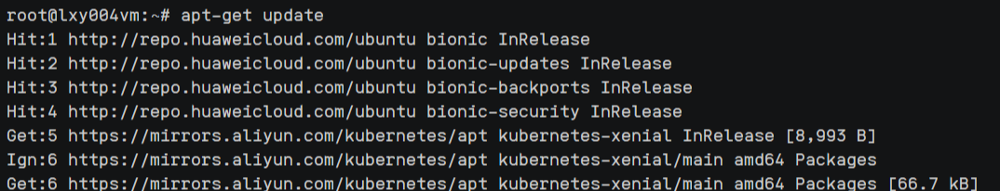 root@lxy004vm:~# apt-get update
Hit:1 http://repo.huaweicloud.com/ubuntu bionic InRelease
Hit:2 http://repo.huaweicloud.com/ubuntu bionic-updates InRelease
Hit:3 http://repo.huaweicloud.com/ubuntu bionic-backports InRelease
Hit:4 http://repo.huaweicloud.com/ubuntu bionic-security InRelease
Get:5 https://mirrors.aliyun.com/kubernetes/apt kubernetes-xenial InRelease [8,993 B]
Ign:6 https://mirrors.aliyun.com/kubernetes/apt kubernetes-xenial/main amd64 Packages
Get:6 https://mirrors.aliyun.com/kubernetes/apt kubernetes-xenial/main amd64 Packages [66.7 kB]